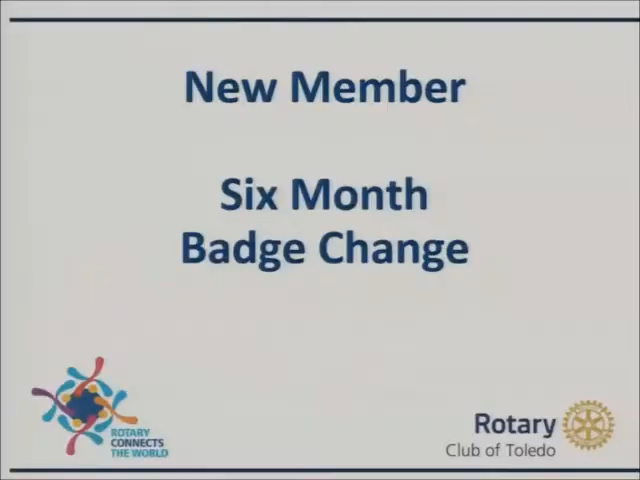 New Member
Six Month
Badge Change
ROTARY
CONNECTS
THE WORLD
Rotary
Club of Toledo